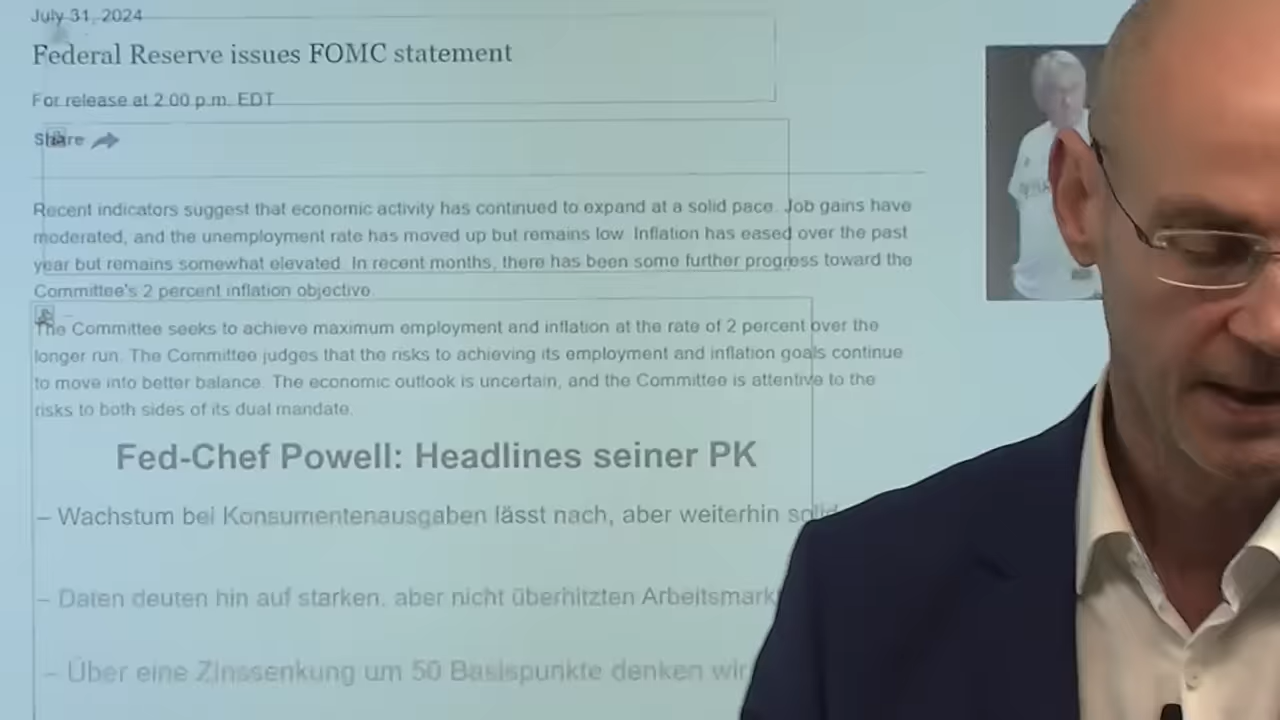 July 31, 2024
Federal Reserve issues FOMC statement
For release at 2:00 p.m. EDT
Share
Recent indicators suggest that economic activity has continued to expand at a solid pace. Job gains have
moderated, and the unemployment rate has moved up but remains low. Inflation has eased over the past
year but remains somewhat elevated. In recent months, there has been some further progress toward the
Committee's 2 percent inflation objective.
The Committee seeks to achieve maximum employment and inflation at the rate of 2 percent over the
longer run. The Committee judges that the risks to achieving its employment and inflation goals continue
to move into better balance. The economic outlook is uncertain, and the Committee is attentive to the
risks to both sides of its dual mandate.
Fed-Chef Powell: Headlines seiner PK
– Wachstum bei Konsumentenausgaben lässt nach, aber weiterhin solid
– Daten deuten hin auf starken, aber nicht überhitzten Arbeitsmark
– Über eine Zinssenkung um 50 Basispunkte denken wir